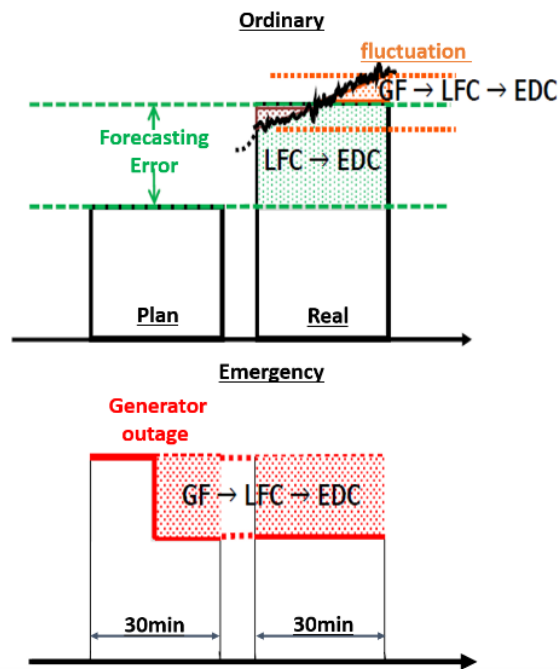 Ordinary
fluctuation
GF → LFC → EDC
Forecasting
Error
LFC → EDC
Plan
Real
Emergency
Generator
outage
GF → LFC → EDC
30min
30min